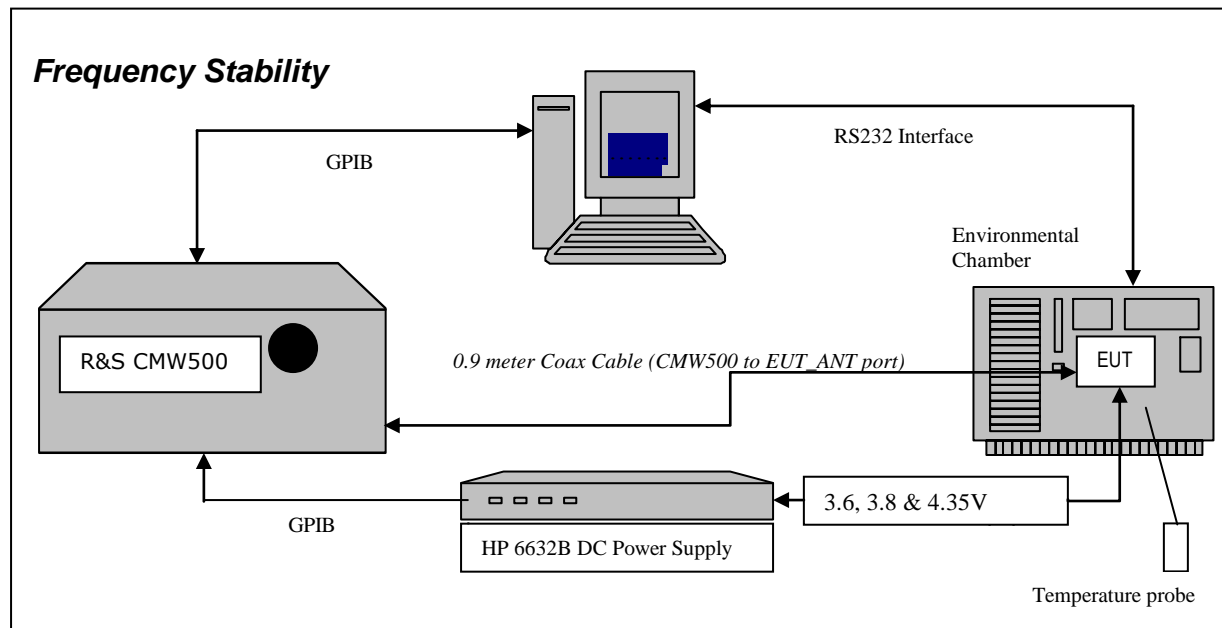 Frequency Stability
GPIB
RS232 Interface
Environmental
Chamber
R&S CMW500
0.9 meter Coax Cable (CMW500 to EUT_ANT port)
EUT
3.6, 3.8 & 4.35V
GPIB
HP 6632B DC Power Supply
Temperature probe